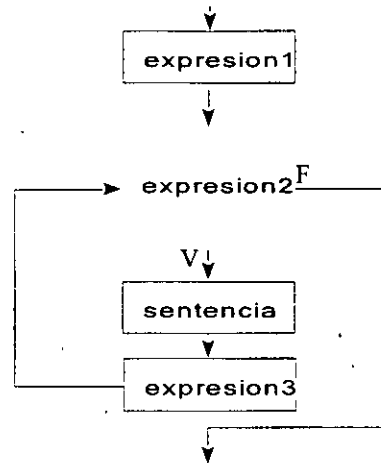 expresion1
expresion2 F
V
sentencia
expresion3